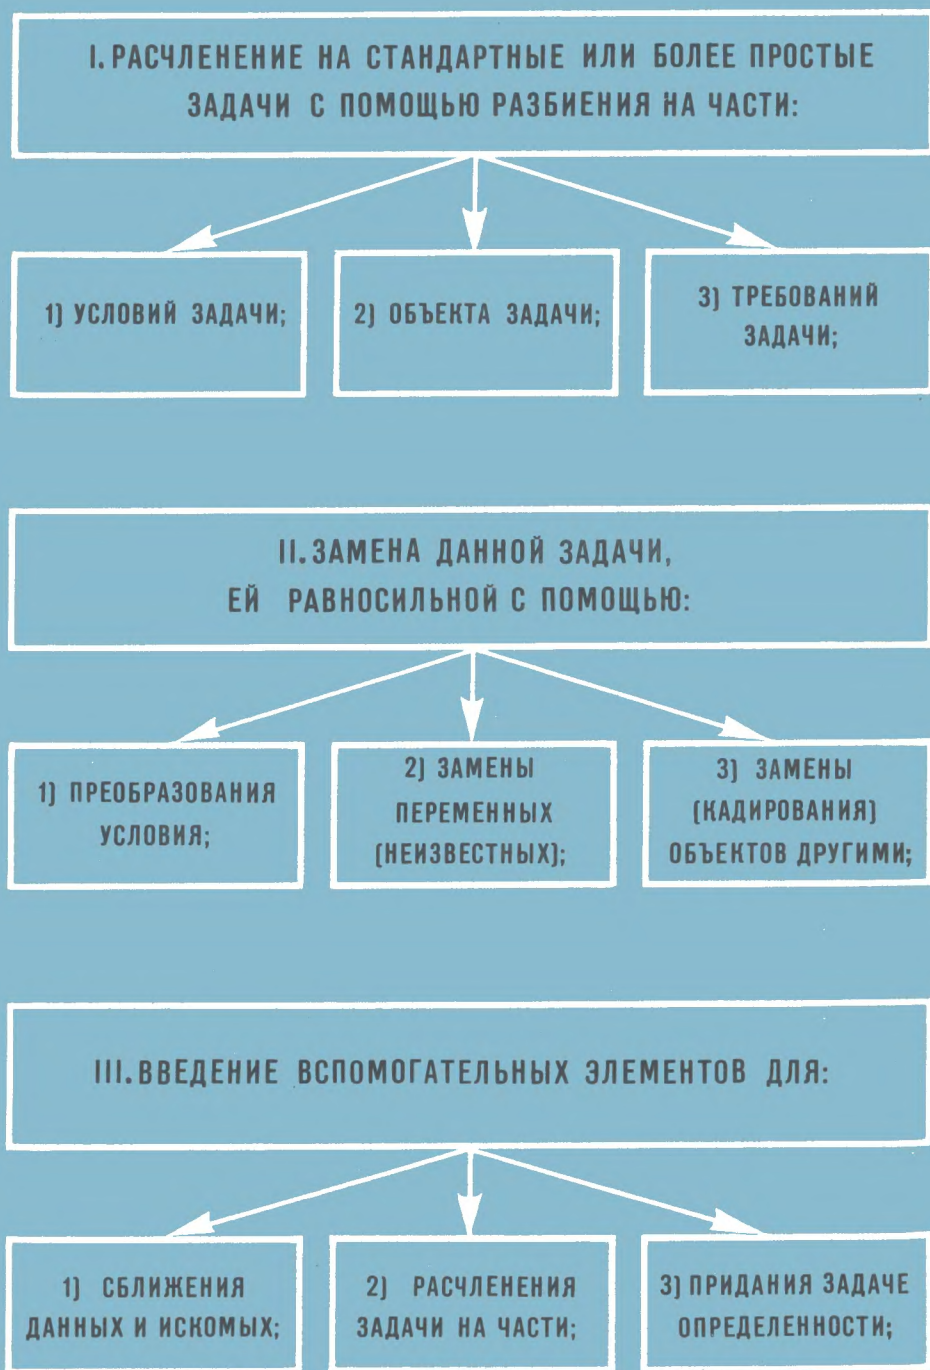 I. РАСЧЛЕНЕНИЕ НА СТАНДАРТНЫЕ ИЛИ БОЛЕЕ ПРОСТЫЕ
ЗАДАЧИ С ПОМОЩЬЮ РАЗБИЕНИЯ НА ЧАСТИ:
1) УСЛОВИЙ ЗАДАЧИ;
2) ОБЪЕКТА ЗАДАЧИ;
3) ТРЕБОВАНИЙ
ЗАДАЧИ;
II. ЗАМЕНА ДАННОЙ ЗАДАЧИ,
ЕЙ РАВНОСИЛЬНОЙ С ПОМОЩЬЮ:
1) ПРЕОБРАЗОВАНИЯ
УСЛОВИЯ;
2) ЗАМЕНЫ
ПЕРЕМЕННЫХ
(НЕИЗВЕСТНЫХ);
3) ЗАМЕНЫ
(КАДИРОВАНИЯ)
ОБЪЕКТОВ ДРУГИМИ;
III. ВВЕДЕНИЕ ВСПОМОГАТЕЛЬНЫХ ЭЛЕМЕНТОВ ДЛЯ:
1) СБЛИЖЕНИЯ
ДАННЫХ И ИСКОМЫХ;
2) РАСЧЛЕНЕНИЯ
ЗАДАЧИ НА ЧАСТИ;
3) ПРИДАНИЯ ЗАДАЧЕ
ОПРЕДЕЛЕННОСТИ;